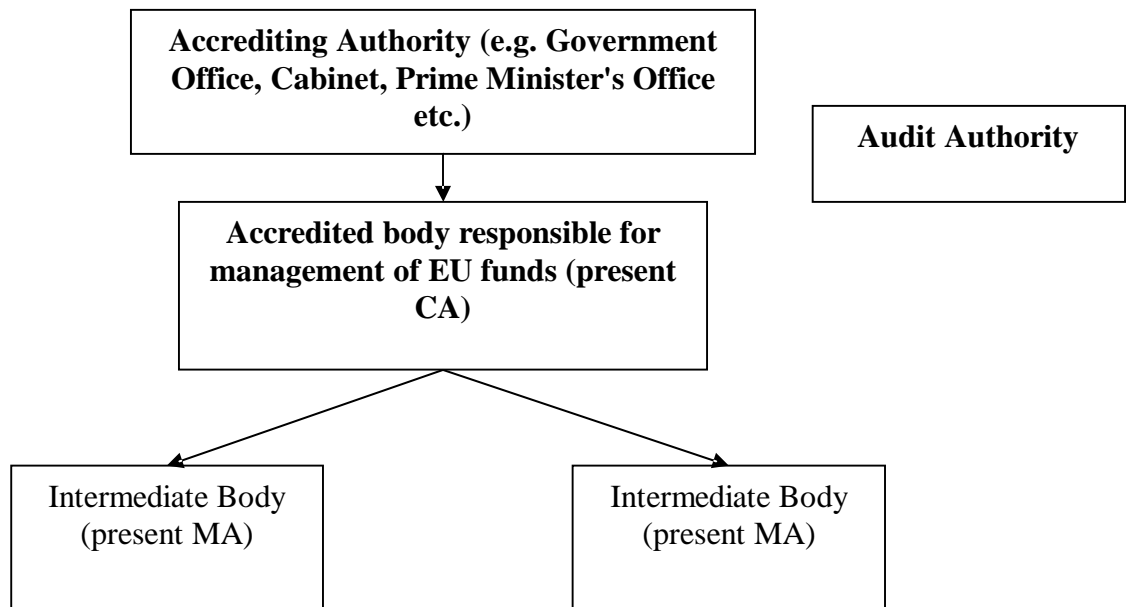 Accrediting Authority (e.g. Government
Office, Cabinet, Prime Minister's Office
etc.)
Audit Authority
Accredited body responsible for
management of EU funds (present
CA)
Intermediate Body
(present MA)
Intermediate Body
(present MA)